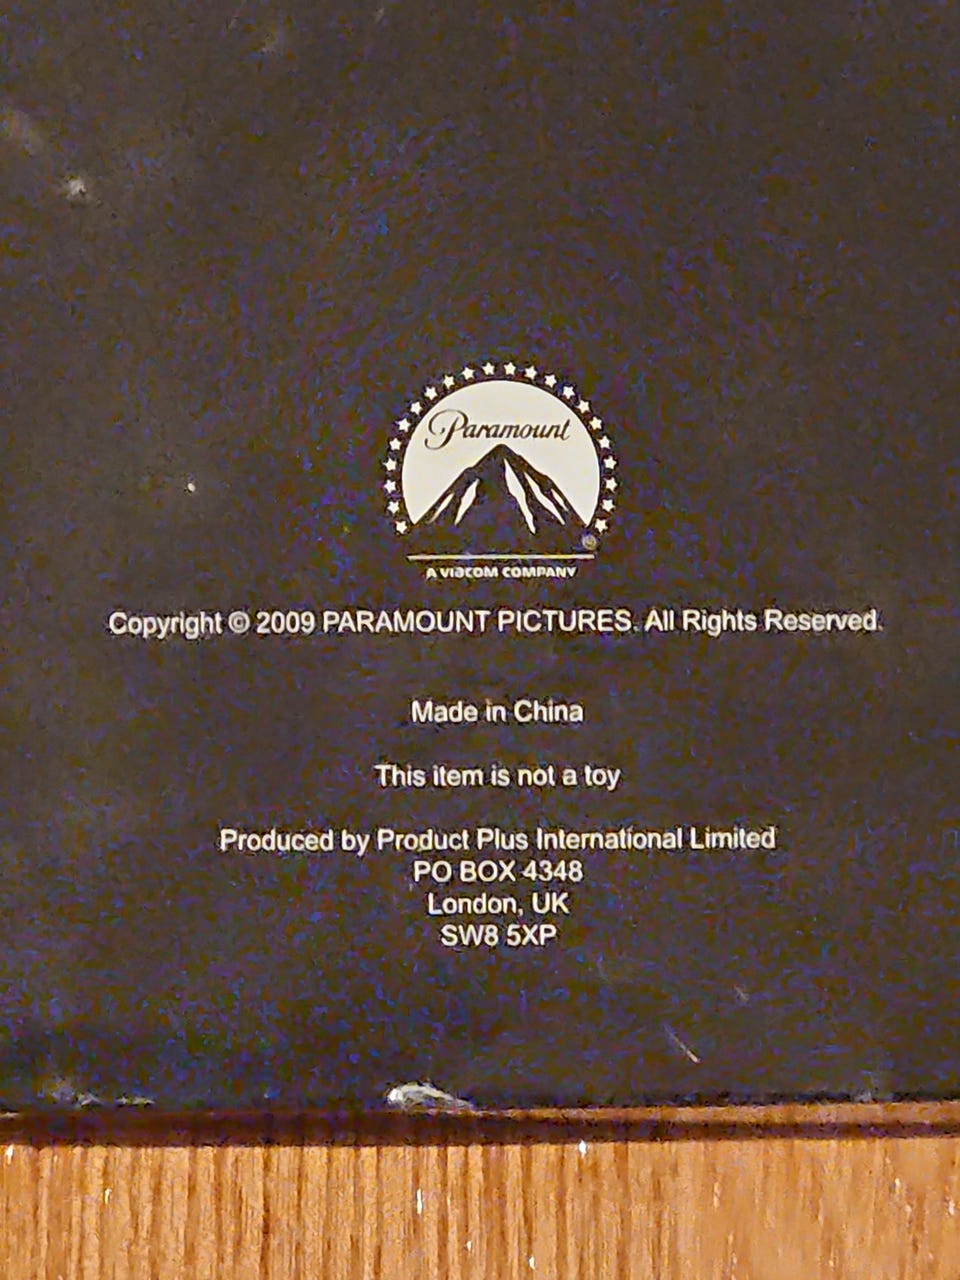 Paramount
®
A VIACOM COMPANY
Copyright © 2009 PARAMOUNT PICTURES. All Rights Reserved.
Made in China
This item is not a toy
Produced by Product Plus International Limited
PO BOX 4348
London, UK
SW8 5XP